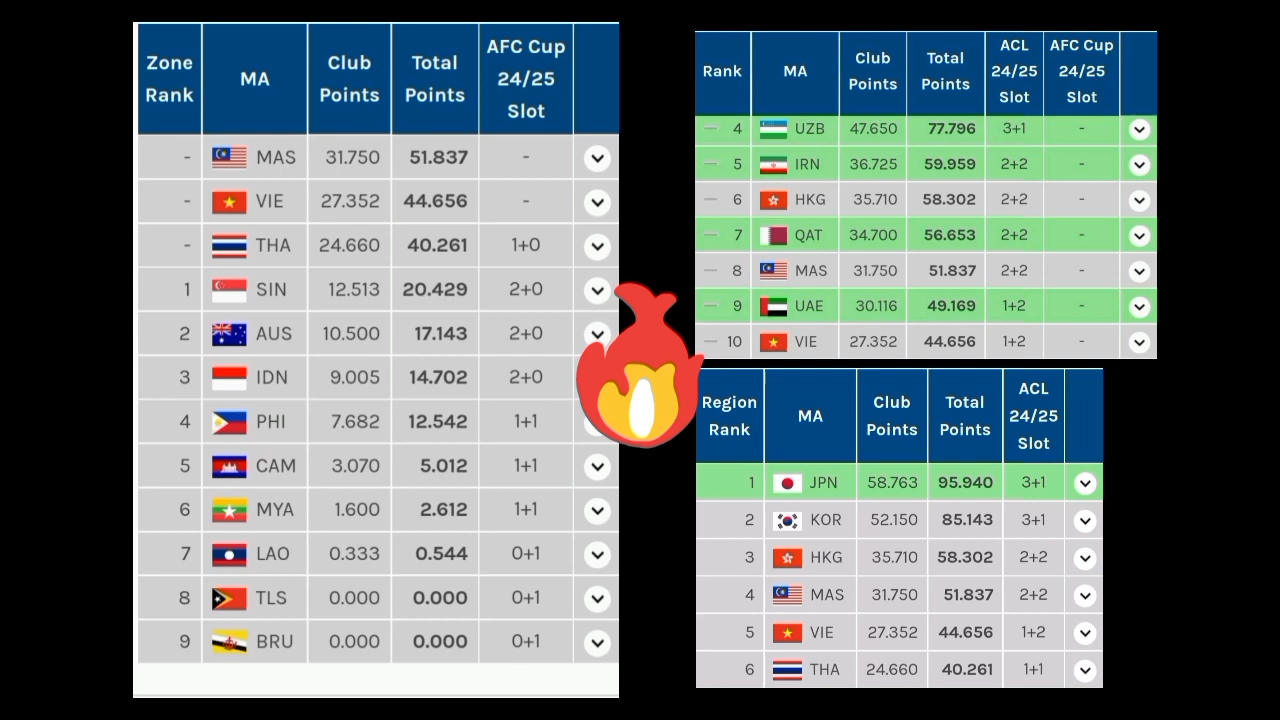 Zone Rank MA Club Points Total Points AFC Cup 24/25 Slot
- MAS 31.750 51.837 -
- VIE 27.352 44.656 -
- THA 24.660 40.261 1+0
1 SIN 12.513 20.429 2+0
2 AUS 10.500 17.143 2+0
3 IDN 9.005 14.702 2+0
4 PHI 7.682 12.542 1+1
5 CAM 3.070 5.012 1+1
6 MYA 1.600 2.612 1+1
7 LAO 0.333 0.544 0+1
8 TLS 0.000 0.000 0+1
9 BRU 0.000 0.000 0+1
Rank MA Club Points Total Points ACL 24/25 Slot AFC Cup 24/25 Slot
4 UZB 47.650 77.796 3+1 -
5 IRN 36.725 59.959 2+2 -
6 HKG 35.710 58.302 2+2 -
7 QAT 34.700 56.653 2+2 -
8 MAS 31.750 51.837 2+2 -
9 UAE 30.116 49.169 1+2 -
10 VIE 27.352 44.656 1+2 -
Region Rank MA Club Points Total Points ACL 24/25 Slot
1 JPN 58.763 95.940 3+1
2 KOR 52.150 85.143 3+1
3 HKG 35.710 58.302 2+2
4 MAS 31.750 51.837 2+2
5 VIE 27.352 44.656 1+2
6 THA 24.660 40.261 1+1